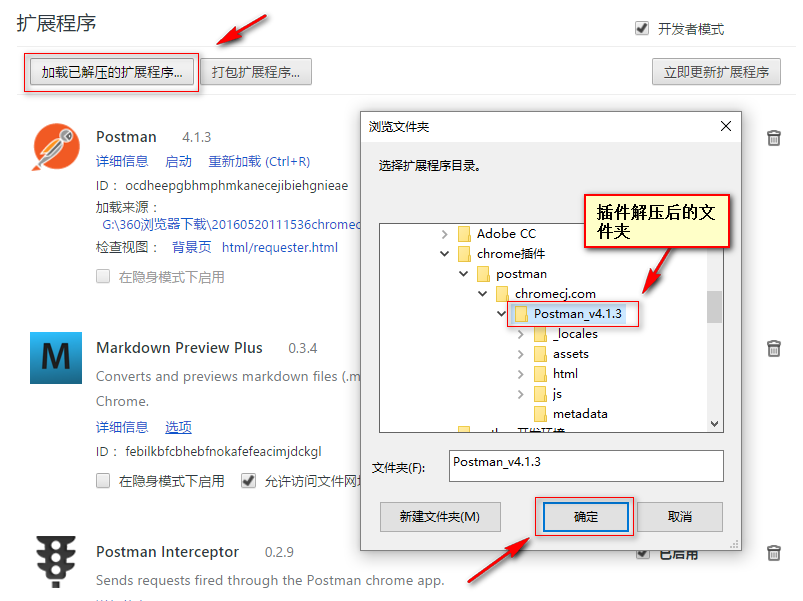 扩展程序
开发者模式
加载已解压的扩展程序...
打包扩展程序...
立即更新扩展程序
Postman 4.1.3
详细信息 启动 重新加载 (Ctrl+R)
ID： ocdheepgbhmphmkanecejibiehgnieae
加载来源：
G:\360浏览器下载\20160520111536chromec
检查视图： 背景页 html/requester.html
在隐身模式下启用
Markdown Preview Plus 0.3.4
Converts and previews markdown files (.m
Chrome.
详细信息 选项
ID： febilkbfcbhebfnokafefeacimjdckgl
在隐身模式下启用 允许访问文件网
Postman Interceptor 0.2.9
已启用
Sends requests fired through the Postman chrome app.
浏览文件夹
选择扩展程序目录。
插件解压后的文
件夹
Adobe CC
chrome插件
postman
chromecj.com
Postman_v4.1.3
_locales
assets
html
js
metadata
文件夹(F):
Postman_v4.1.3
新建文件夹(M)
确定
取消